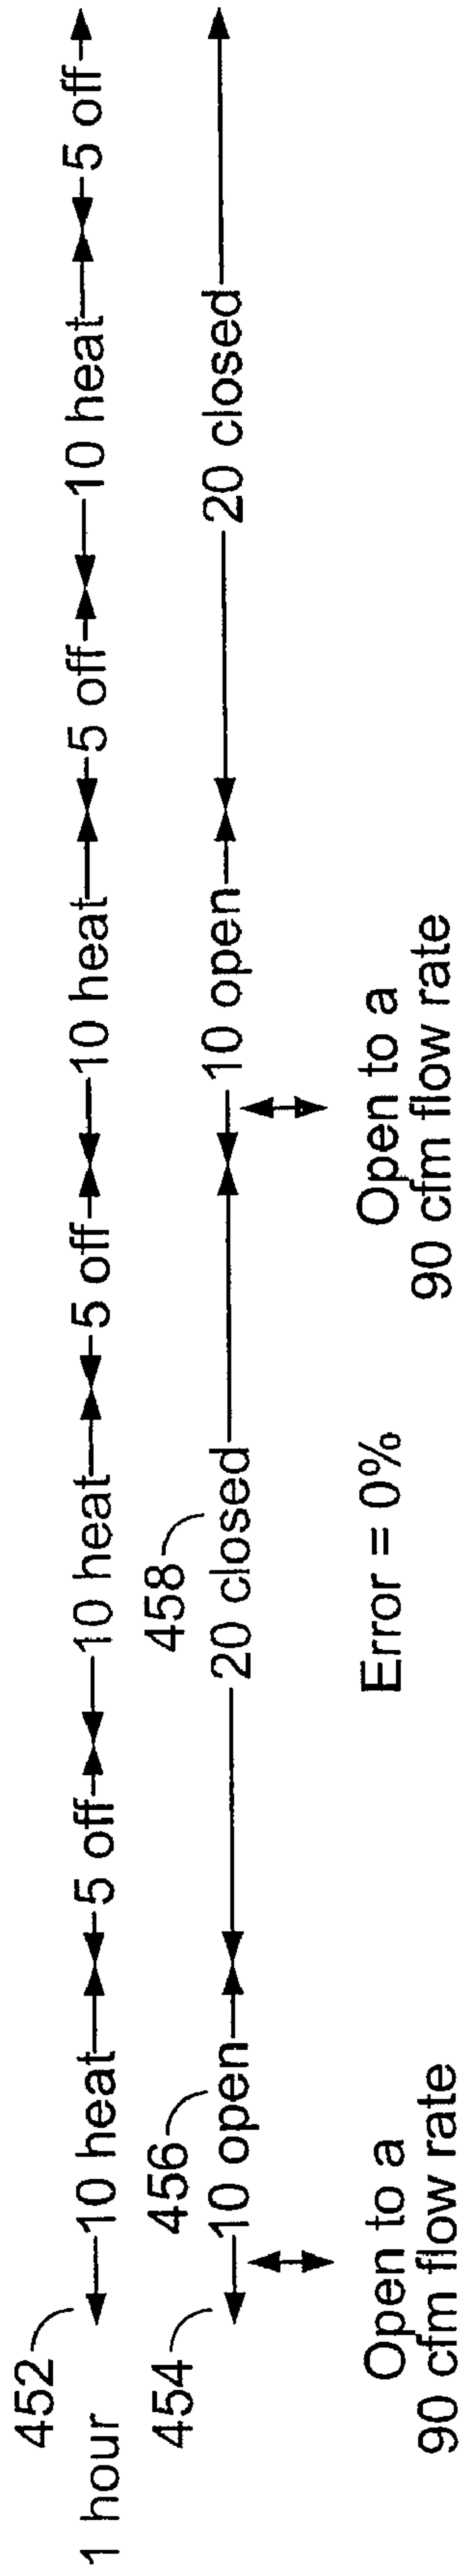 452
1 hour 10 heat 5 off 10 heat 5 off 10 heat 5 off 10 heat 5 off
454 456 458
10 open 20 closed 10 open 20 closed
Open to a
90 cfm flow rate
Error = 0%
Open to a
90 cfm flow rate